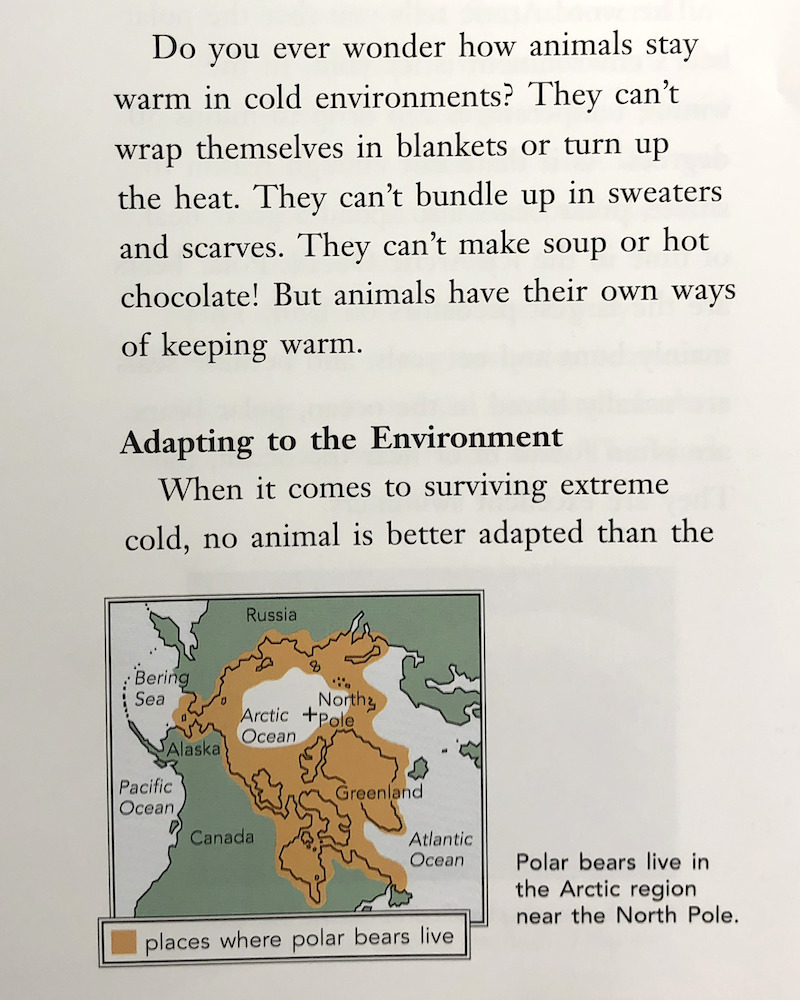 Do you ever wonder how animals stay
warm in cold environments? They can't
wrap themselves in blankets or turn up
the heat. They can't bundle up in sweaters
and scarves. They can't make soup or hot
chocolate! But animals have their own ways
of keeping warm.
Adapting to the Environment
When it comes to surviving extreme
cold, no animal is better adapted than the
Russia
Bering
Sea
North
Pole
Arctic
Ocean
Alaska
Pacific
Ocean
Greenland
Canada
Atlantic
Ocean
places where polar bears live
Polar bears live in
the Arctic region
near the North Pole.